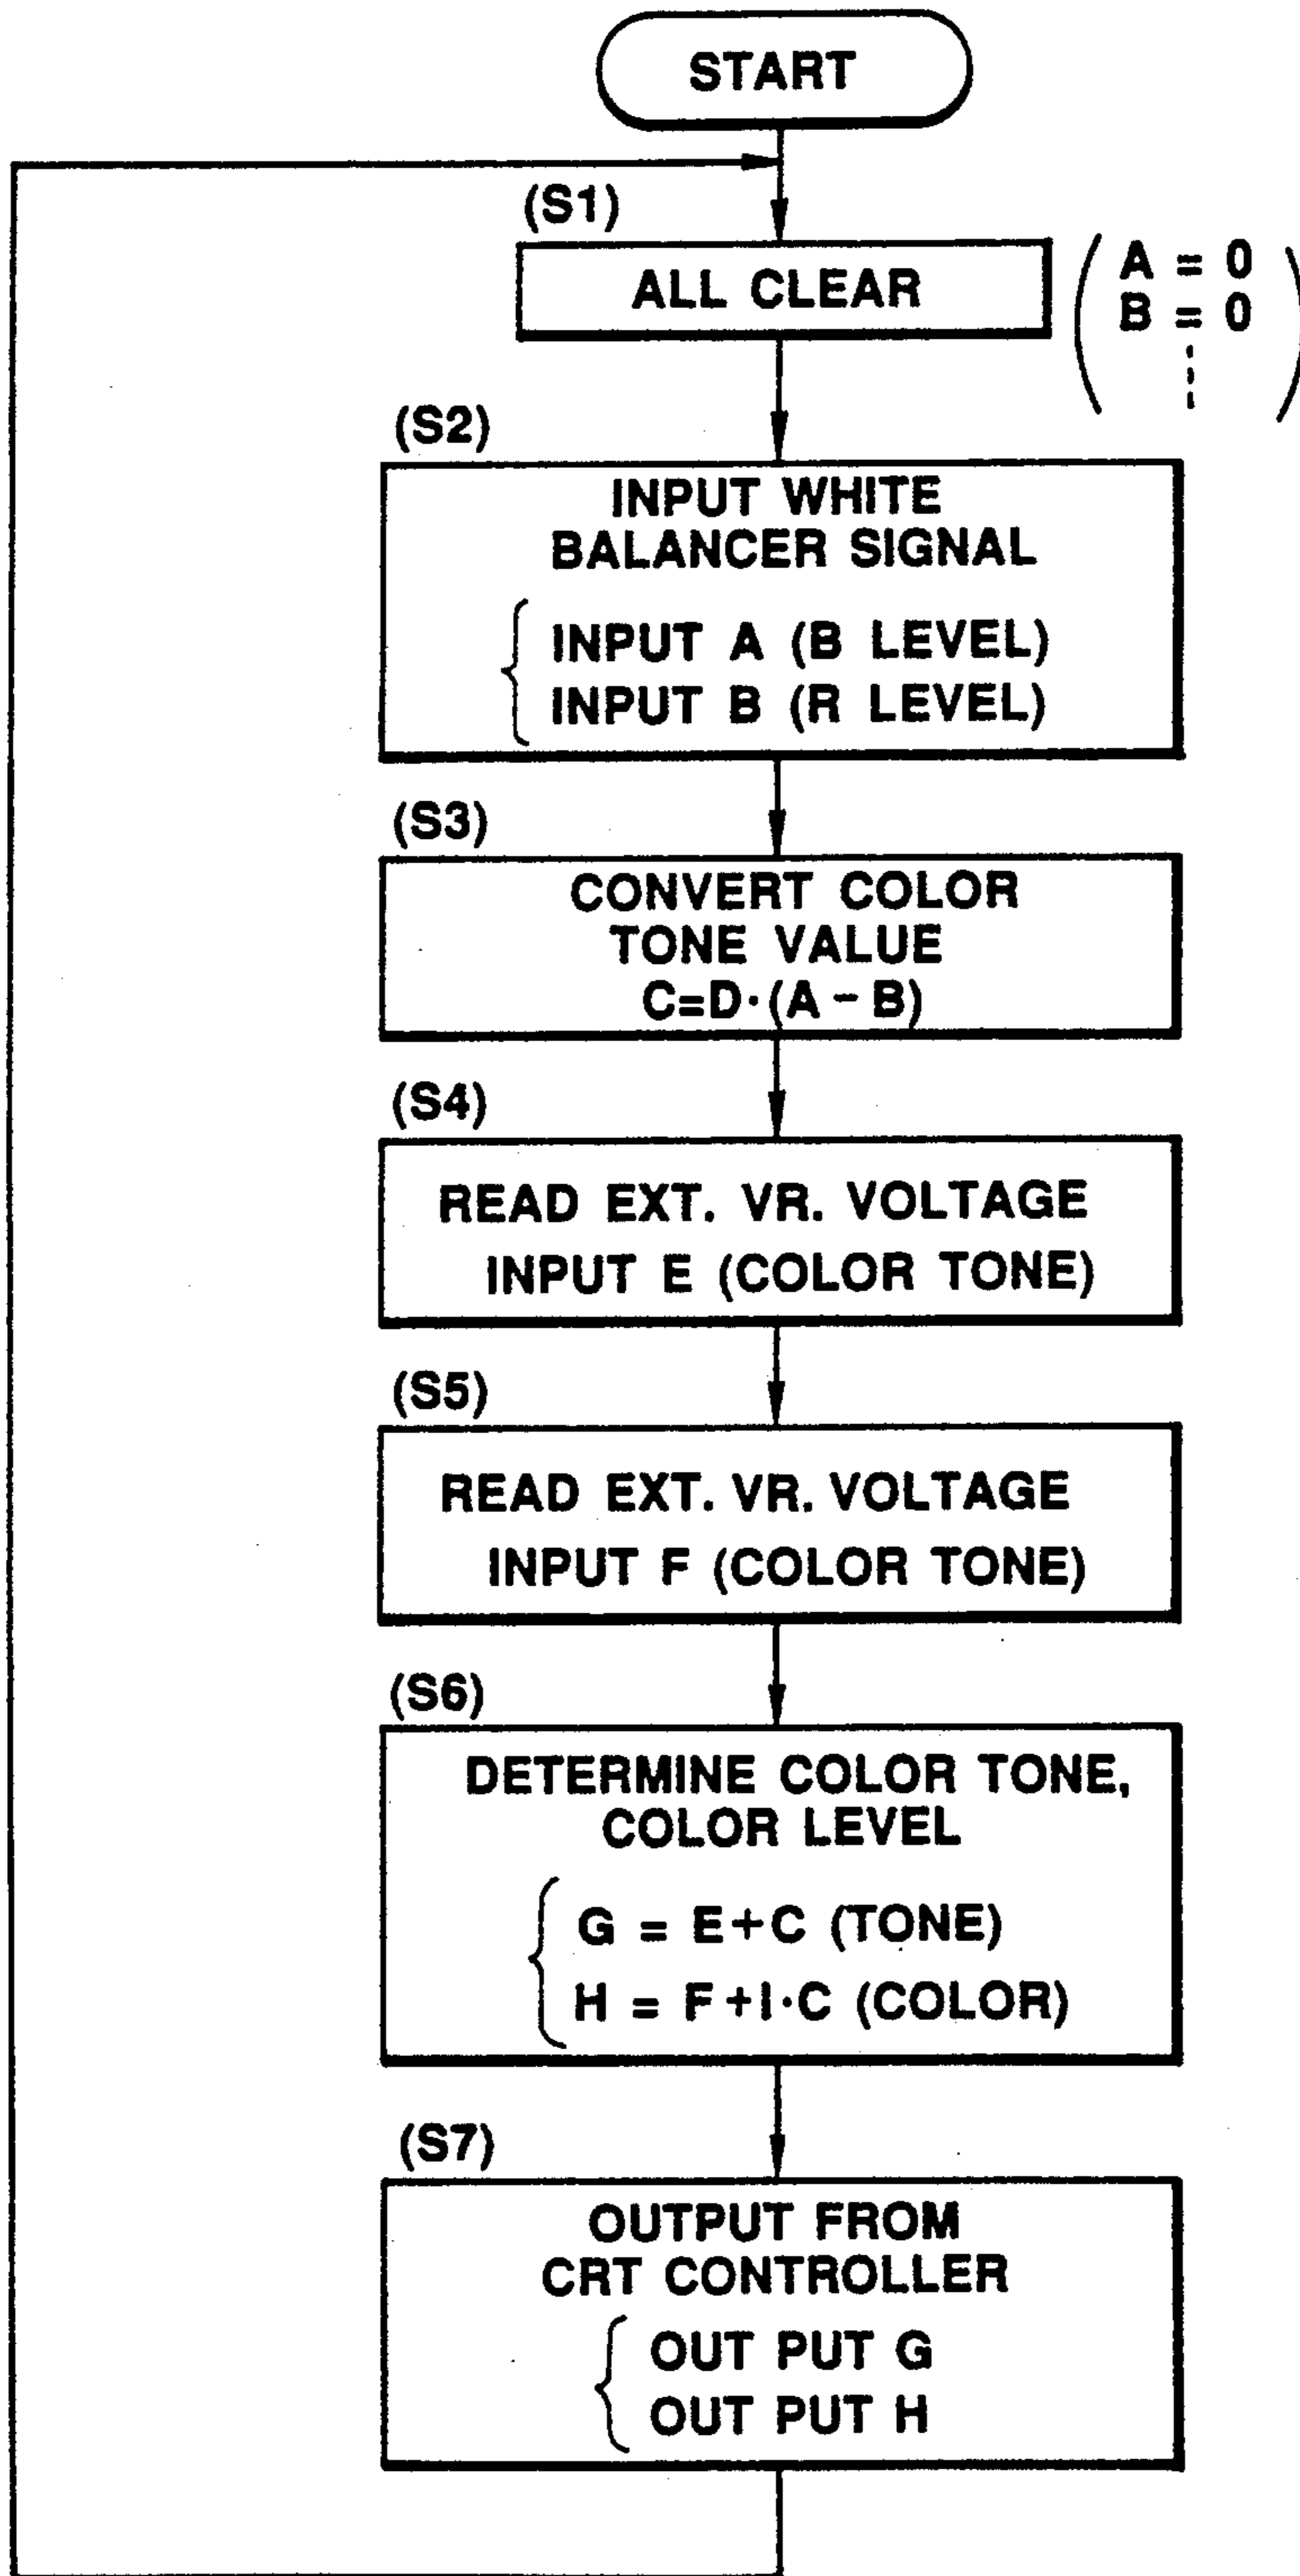 START
(S1)
ALL CLEAR
A = 0
B = 0
(S2)
INPUT WHITE
BALANCER SIGNAL
INPUT A (B LEVEL)
INPUT B (R LEVEL)
(S3)
CONVERT COLOR
TONE VALUE
C=D·(A-B)
(S4)
READ EXT. VR. VOLTAGE
INPUT E (COLOR TONE)
(S5)
READ EXT. VR. VOLTAGE
INPUT F (COLOR TONE)
(S6)
DETERMINE COLOR TONE,
COLOR LEVEL
G = E+C (TONE)
H = F+I·C (COLOR)
(S7)
OUTPUT FROM
CRT CONTROLLER
OUT PUT G
OUT PUT H